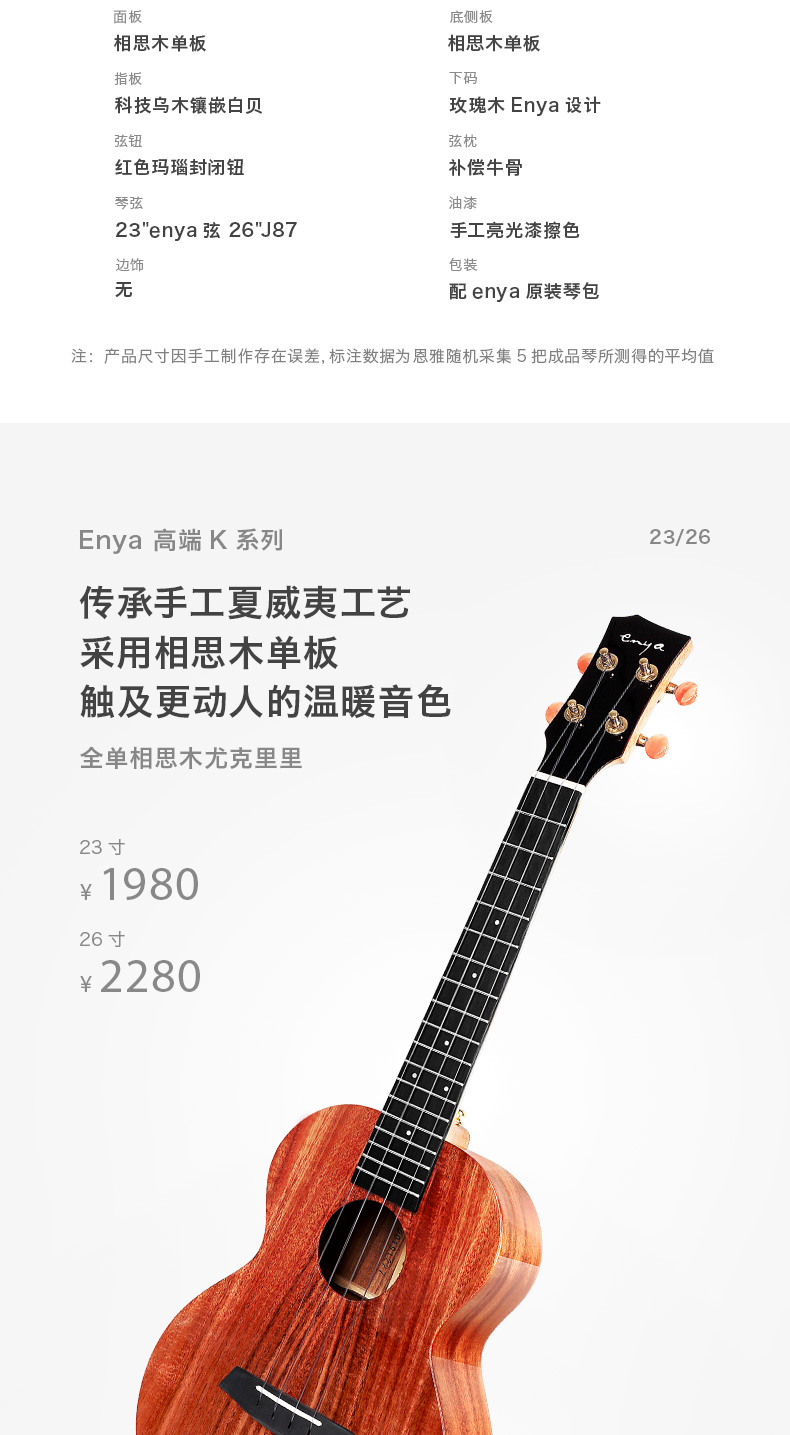 面板 底侧板
相思木单板 相思木单板
指板 下码
科技乌木镶嵌白贝 玫瑰木 Enya 设计
弦钮 弦枕
红色玛瑙封闭钮 补偿牛骨
琴弦 油漆
23"enya 弦 26"J87 手工亮光漆擦色
边饰 包装
无 配 enya 原装琴包
注：产品尺寸因手工制作存在误差, 标注数据为恩雅随机采集 5 把成品琴所测得的平均值
Enya 高端 K 系列 23/26
传承手工夏威夷工艺
采用相思木单板
触及更动人的温暖音色
全单相思木尤克里里
23 寸
¥ 1980
26 寸
¥ 2280
enya